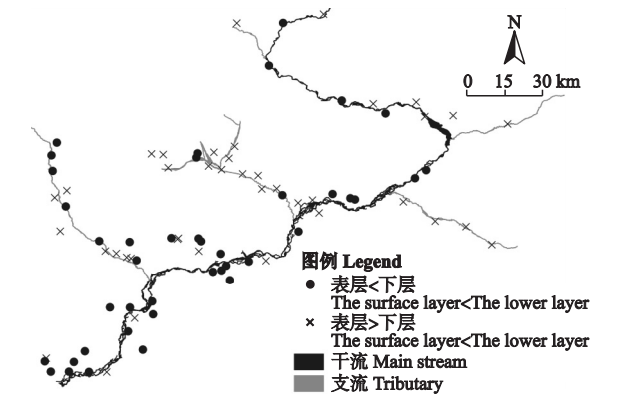 N
0 15 30 km
图例 Legend
表层<下层
The surface layer<The lower layer
表层>下层
The surface layer<The lower layer
干流 Main stream
支流 Tributary